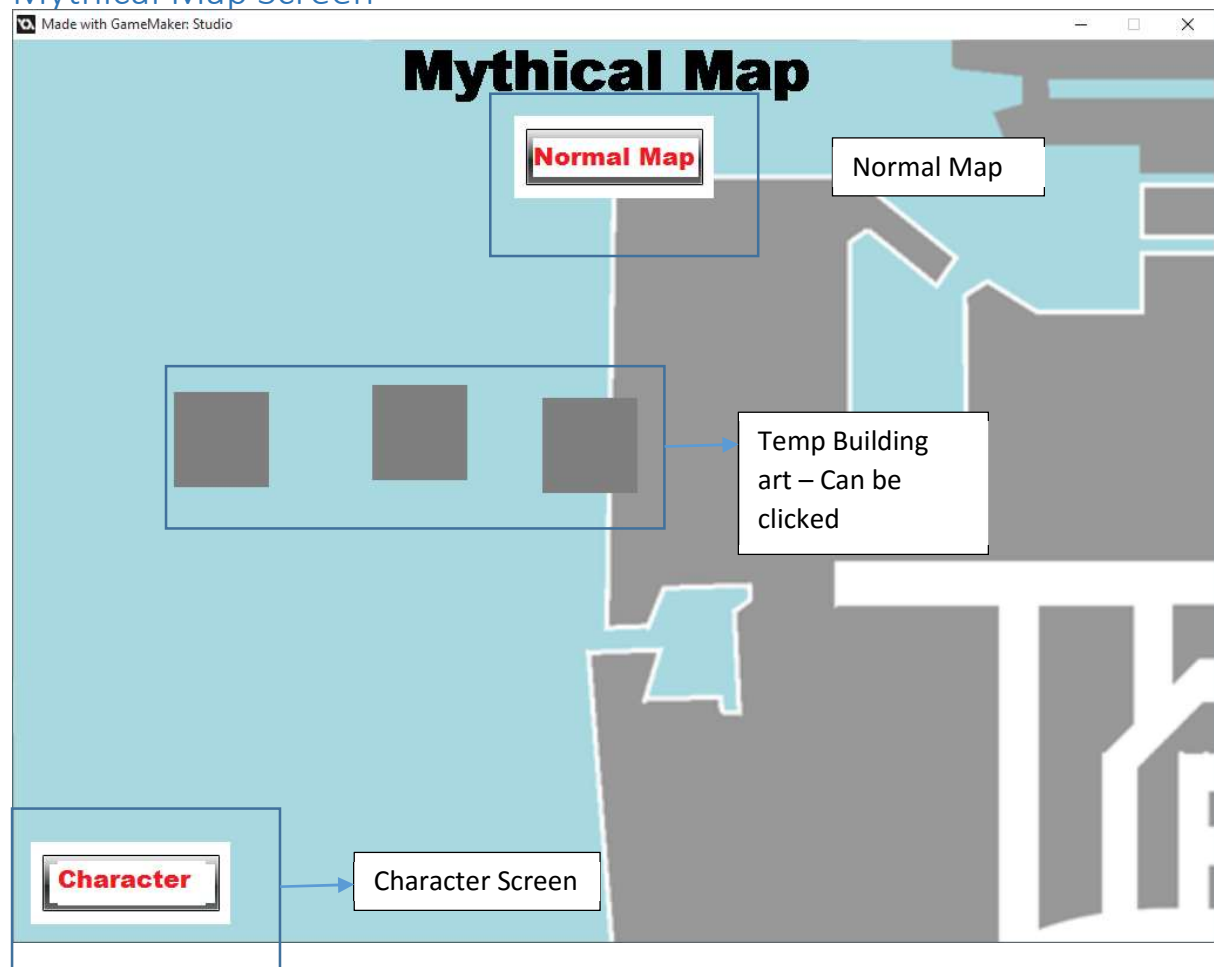 Mythical Map Screen
Made with GameMaker: Studio
Mythical Map
Normal Map
Normal Map
Temp Building
art – Can be
clicked
Character
Character Screen